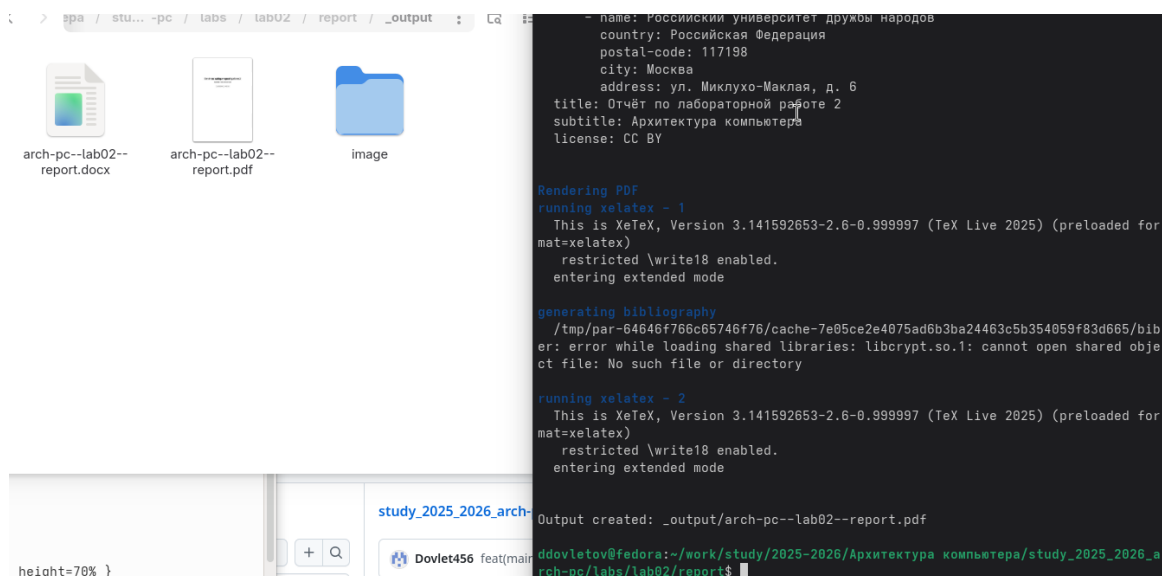 ера / stu... -pc / labs / lab02 / report / _output
arch-pc--lab02--
report.docx
arch-pc--lab02--
report.pdf
image
- name: Российский университет дружбы народов
country: Российская Федерация
postal-code: 117198
city: Москва
address: ул. Миклухо-Маклая, д. 6
title: Отчёт по лабораторной работе 2
subtitle: Архитектура компьютера
license: CC BY
Rendering PDF
running xelatex - 1
This is XeTeX, Version 3.141592653-2.6-0.999997 (TeX Live 2025) (preloaded for
mat=xelatex)
restricted \write18 enabled.
entering extended mode
generating bibliography
/tmp/par-64646f766c65746f76/cache-7e05ce2e4075ad6b3ba24463c5b354059f83d665/bib
er: error while loading shared libraries: libcrypt.so.1: cannot open shared obje
ct file: No such file or directory
running xelatex - 2
This is XeTeX, Version 3.141592653-2.6-0.999997 (TeX Live 2025) (preloaded for
mat=xelatex)
restricted \write18 enabled.
entering extended mode
Output created: _output/arch-pc--lab02--report.pdf
ddovletov@fedora:~/work/study/2025-2026/Архитектура компьютера/study_2025_2026_a
rch-pc/labs/lab02/report$
study_2025_2026_arch-
Dovlet456 feat(main
height=70% }